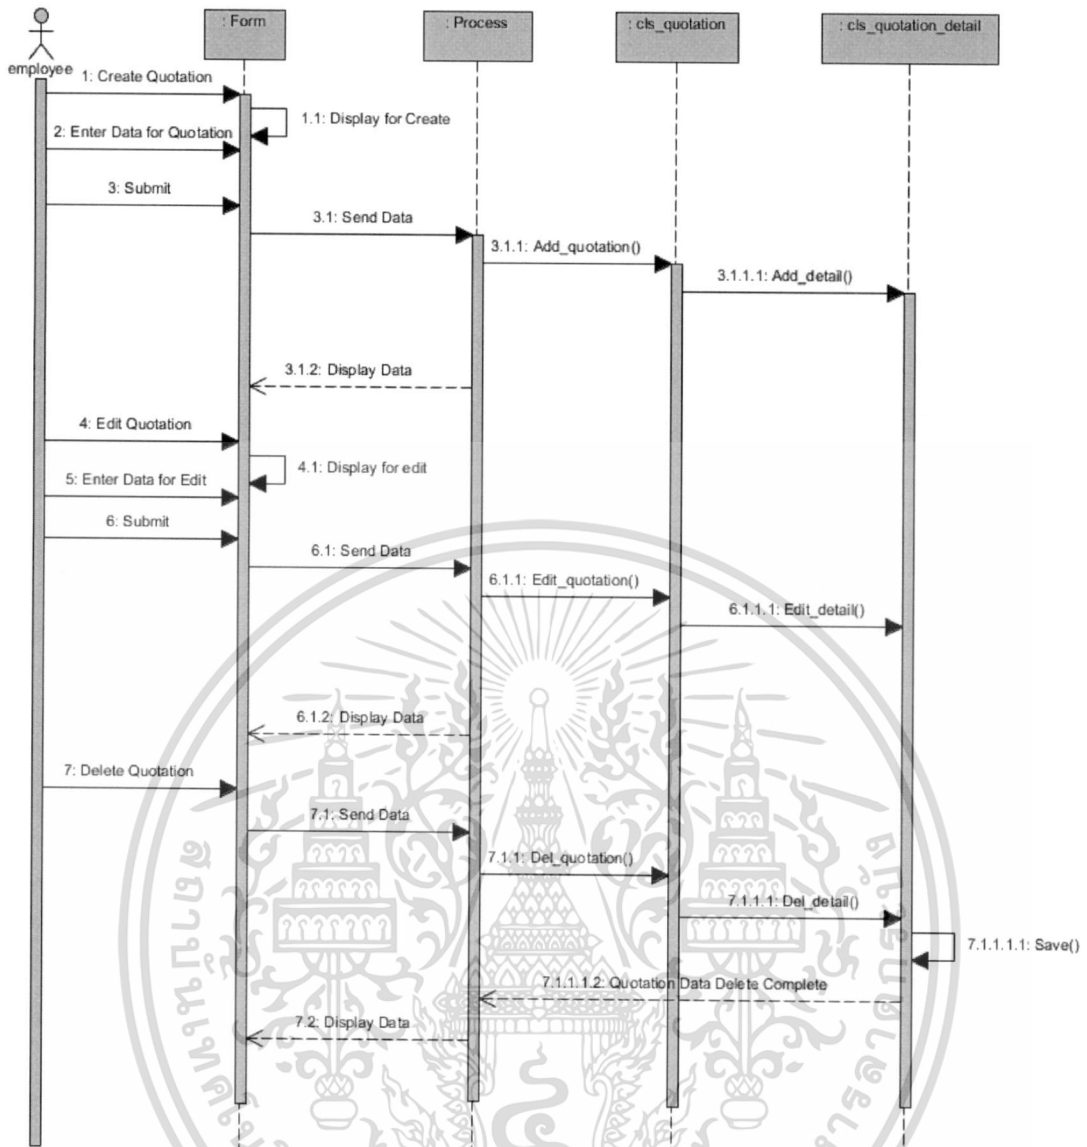 : Form
: Process
: cls_quotation
: cls_quotation_detail
employee
1: Create Quotation
1.1: Display for Create
2: Enter Data for Quotation
3: Submit
3.1: Send Data
3.1.1: Add_quotation()
3.1.1.1: Add_detail()
3.1.2: Display Data
4: Edit Quotation
4.1: Display for edit
5: Enter Data for Edit
6: Submit
6.1: Send Data
6.1.1: Edit_quotation()
6.1.1.1: Edit_detail()
6.1.2: Display Data
7: Delete Quotation
7.1: Send Data
7.1.1: Del_quotation()
7.1.1.1: Del_detail()
7.1.1.1.1: Save()
7.1.1.1.2: Quotation Data Delete Complete
7.2: Display Data